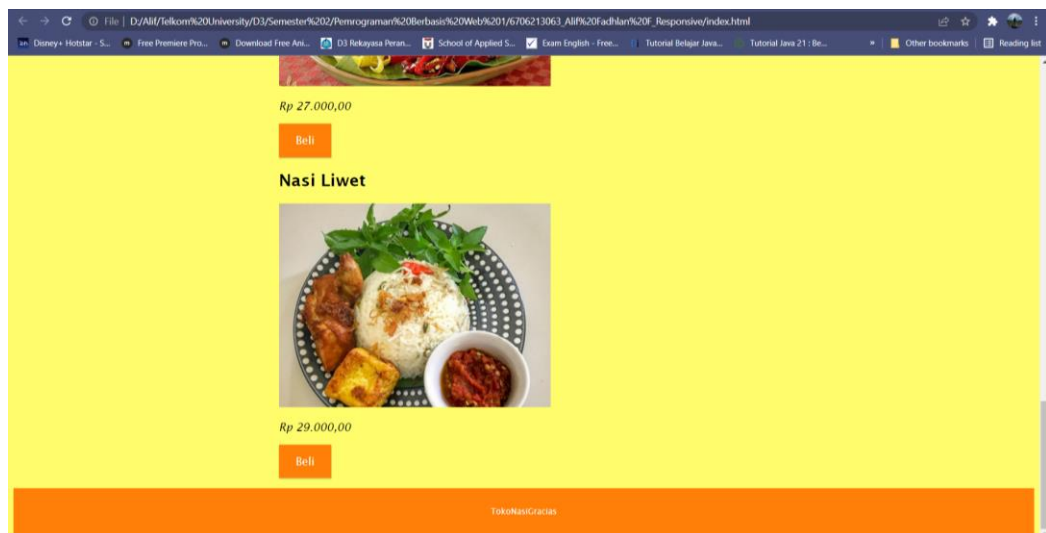 File | D:/Alif/Telkom%20University/D3/Semester%202/Pemrograman%20Berbasis%20Web%201/6706213063_Alif%20Fadhlan%20F_Responsive/index.html
Disney+ Hotstar - S... Free Premiere Pro... Download Free Ani... D3 Rekayasa Peran... School of Applied S... Exam English - Free... Tutorial Belajar Java... Tutorial Java 21 : Be... » Other bookmarks Reading list
Rp 27.000,00
Beli
Nasi Liwet
Rp 29.000,00
Beli
TokoNasiGracias